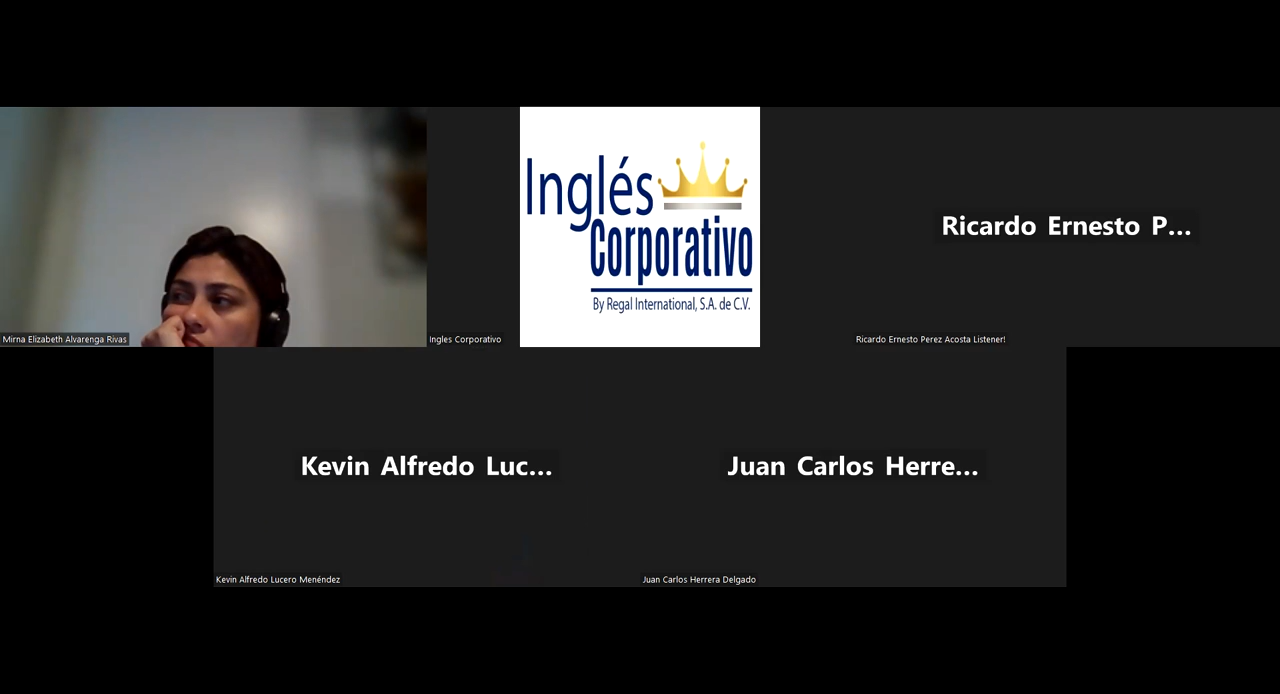 Inglés
Corporativo
By Regal International, S.A. de C.V.
Ricardo Ernesto P...
Mirna Elizabeth Alvarenga Rivas
Ingles Corporativo
Ricardo Ernesto Perez Acosta Listener!
Kevin Alfredo Luc...
Juan Carlos Herre...
Kevin Alfredo Lucero Menéndez
Juan Carlos Herrera Delgado